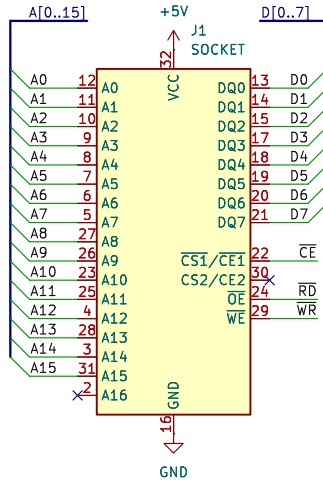 A[0..15] +5V D[0..7]
J1
SOCKET
32
VCC
A0 12 A0 DQ0 13 D0
A1 11 A1 DQ1 14 D1
A2 10 A2 DQ2 15 D2
A3 9 A3 DQ3 17 D3
A4 8 A4 DQ4 18 D4
A5 7 A5 DQ5 19 D5
A6 6 A6 DQ6 20 D6
A7 5 A7 DQ7 21 D7
A8 27 A8
A9 26 A9 CS1/CE1 22 CE
A10 23 A10 CS2/CE2 30
A11 25 A11 OE 24 RD
A12 4 A12 WE 29 WR
A13 28 A13
A14 3 A14
A15 31 A15
2 A16
GND
16
GND